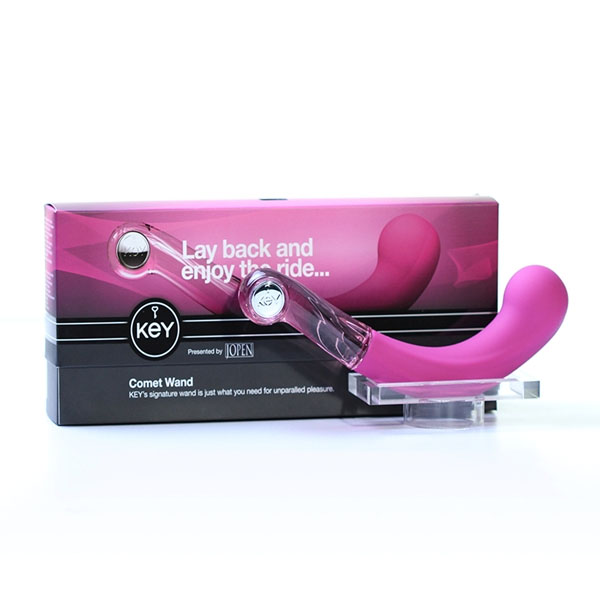 Lay back and
enjoy the ride...
KEY
KEY
KEY
Presented by JOPEN
Comet Wand
KEY's signature wand is just what you need for unparalled pleasure.